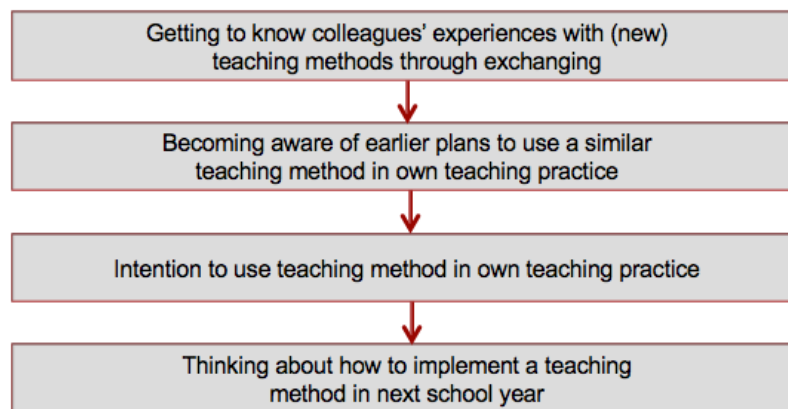 Getting to know colleagues’ experiences with (new)
teaching methods through exchanging
Becoming aware of earlier plans to use a similar
teaching method in own teaching practice
Intention to use teaching method in own teaching practice
Thinking about how to implement a teaching
method in next school year